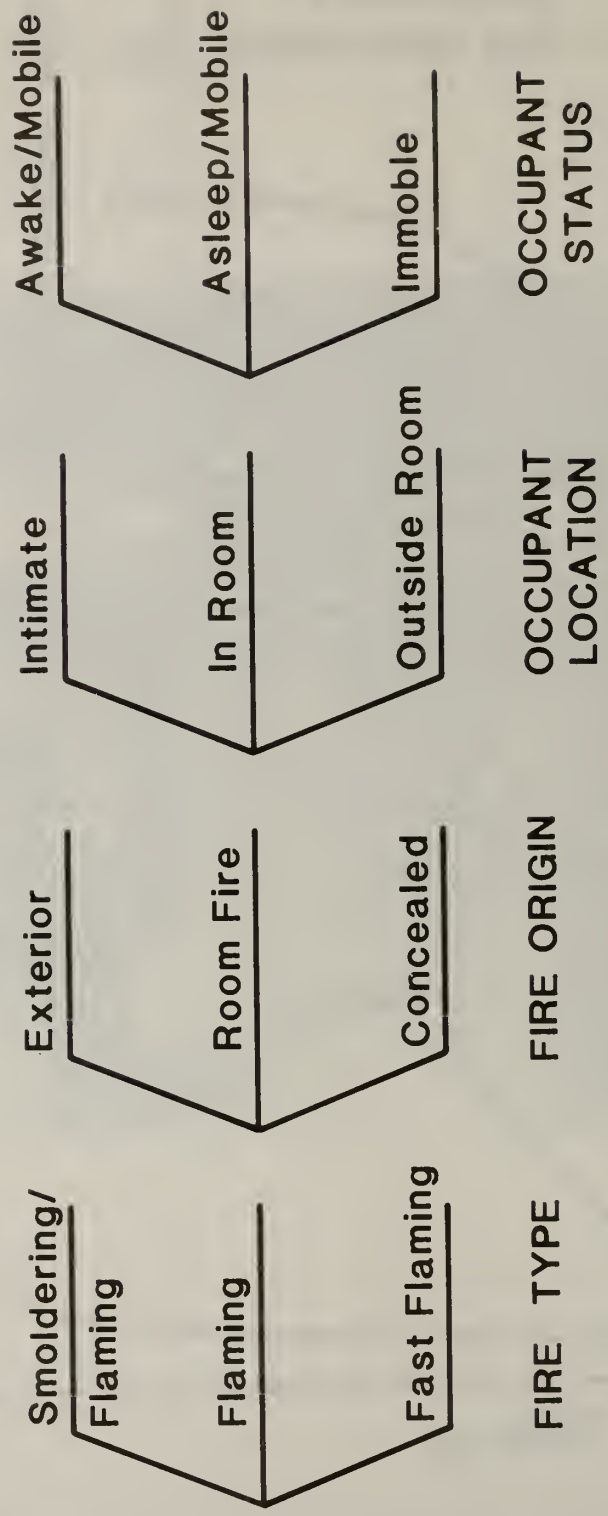 Smoldering/
Flaming
Flaming
Fast Flaming
FIRE TYPE
Exterior
Room Fire
Concealed
FIRE ORIGIN
Intimate
In Room
Outside Room
OCCUPANT
LOCATION
Awake/Mobile
Asleep/Mobile
Immoble
OCCUPANT
STATUS